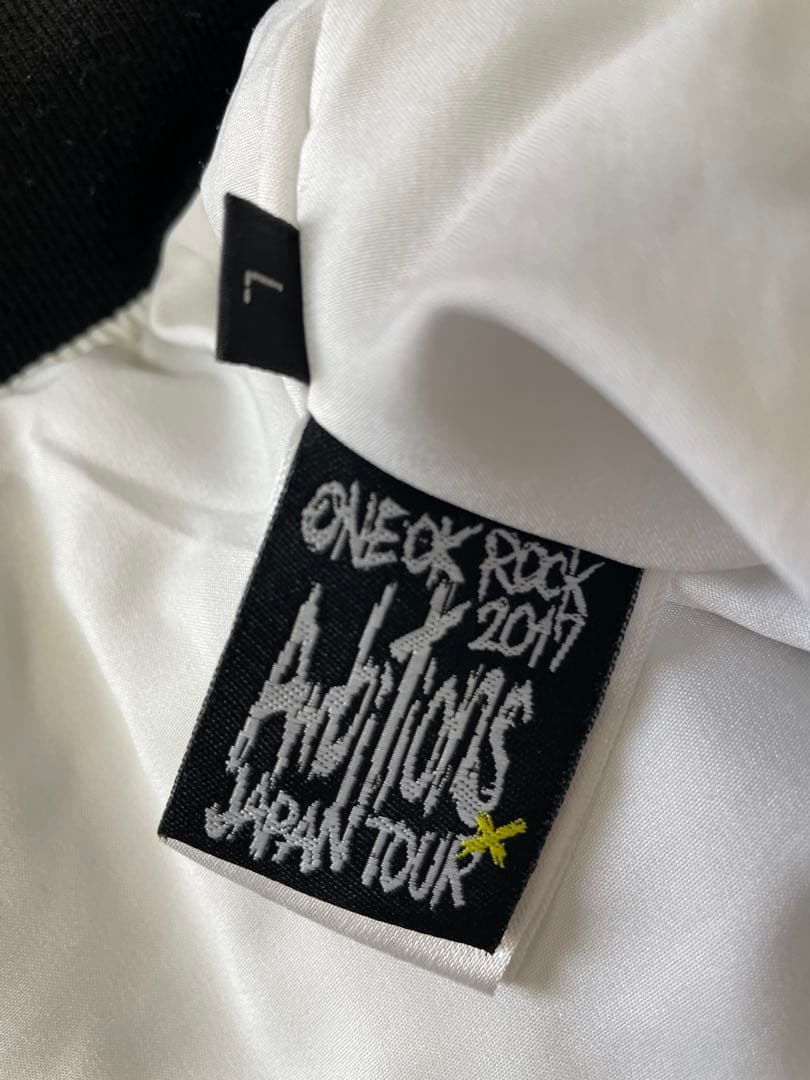 L
ONE OK ROCK
2017
Ambitions
JAPAN TOUR